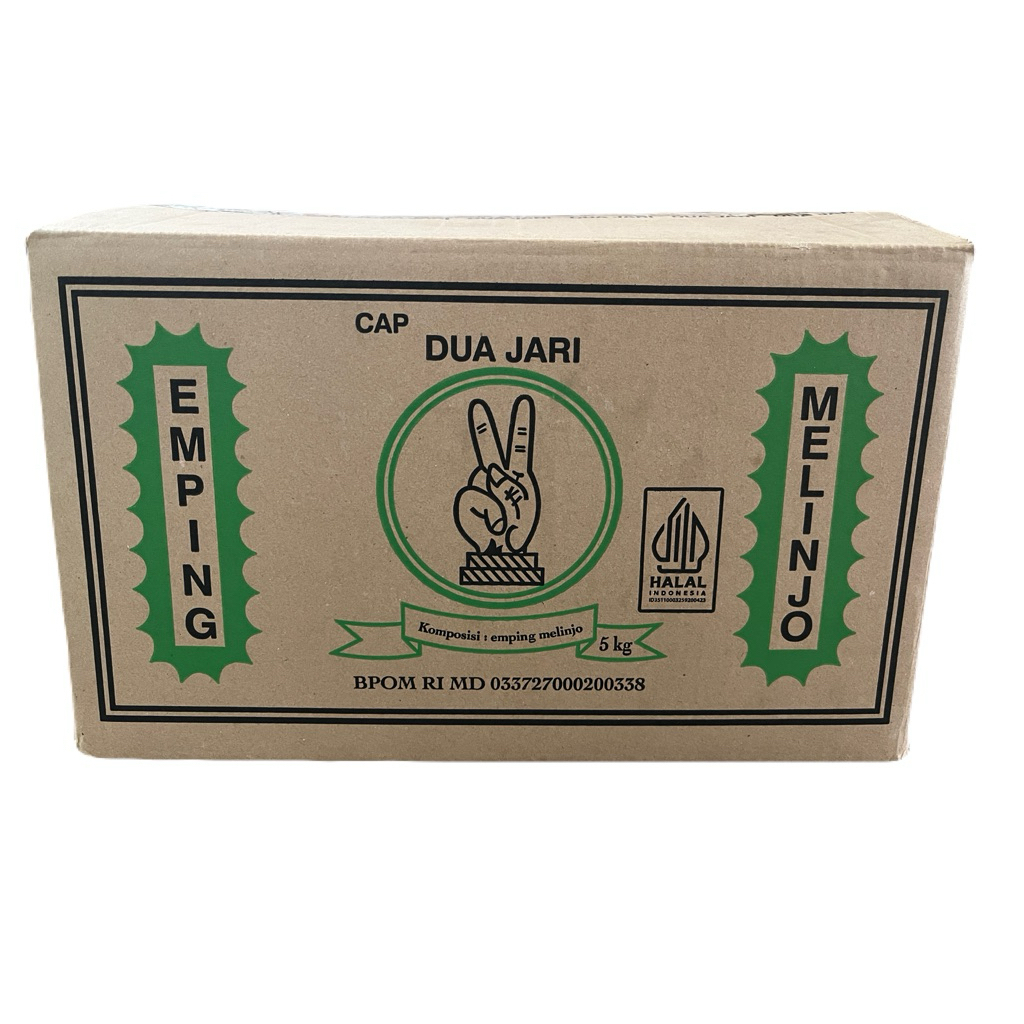 CAP
DUA JARI
EMPING
MELINJO
HALAL
INDONESIA
Komposisi : emping melinjo
5 kg
BPOM RI MD 033727000200338